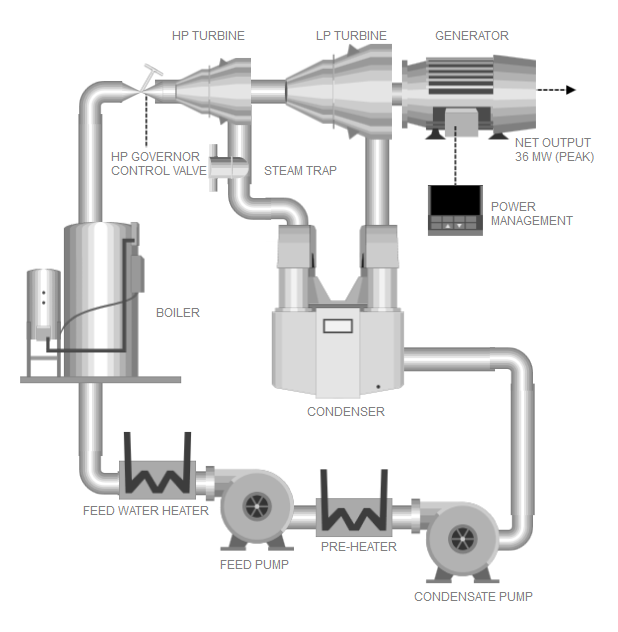 HP TURBINE
LP TURBINE
GENERATOR
HP GOVERNOR
CONTROL VALVE
STEAM TRAP
NET OUTPUT
36 MW (PEAK)
POWER
MANAGEMENT
BOILER
CONDENSER
FEED WATER HEATER
PRE-HEATER
FEED PUMP
CONDENSATE PUMP